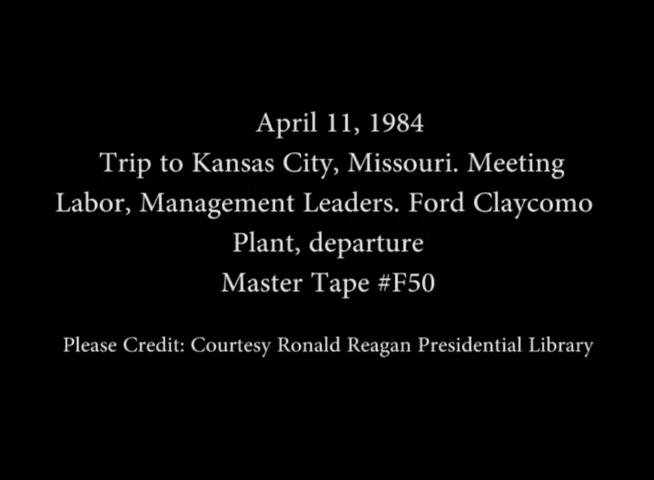 April 11, 1984
Trip to Kansas City, Missouri. Meeting
Labor, Management Leaders. Ford Claycomo
Plant, departure
Master Tape #F50
Please Credit: Courtesy Ronald Reagan Presidential Library